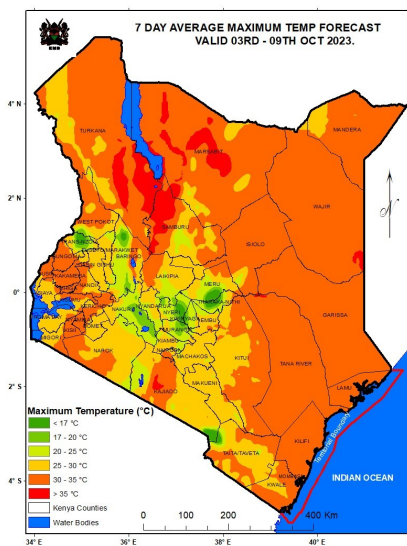 7 DAY AVERAGE MAXIMUM TEMP FORECAST
VALID 03RD - 09TH OCT 2023.
4°N
TURKANA
MANDERA
MARSABIT
2°N
WAJIR
WEST POKOT
SAMBURU
ISIOLO
BARINGO
LAIKIPIA
MERU
0°
THARAKA-NITHI
NYERI
EMBU
GARISSA
NAKURU
KIAMBU
MACHAKOS
KITUI
NAROK
TANA RIVER
2°S
MAKUENI
LAMU
KAJIADO
Maximum Temperature (°C)
< 17 °C
17 - 20 °C
20 - 25 °C
25 - 30 °C
30 - 35 °C
> 35 °C
Kenya Counties
Water Bodies
KILIFI
TAITA/TAVETA
KWALE
Territorial Boundary
INDIAN OCEAN
4°S
0 100 200 400 Km
34°E 36°E 38°E 40°E